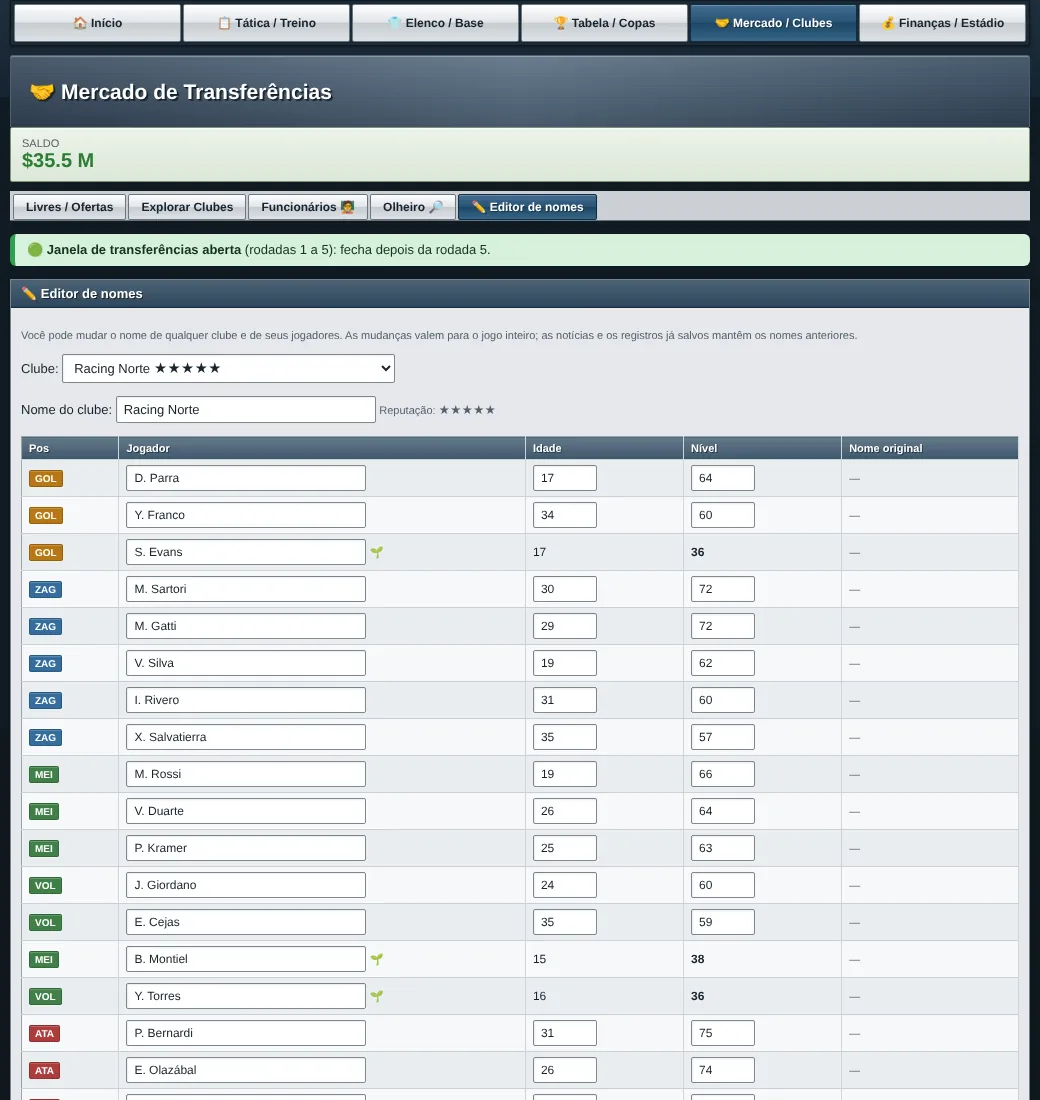 🏠 Início 📋 Tática / Treino 👕 Elenco / Base 🏆 Tabela / Copas 🤝 Mercado / Clubes 💰 Finanças / Estádio
🤝 Mercado de Transferências
SALDO
$35.5 M
Livres / Ofertas Explorar Clubes Funcionários 🧑‍🏫 Olheiro 🔎 ✏️ Editor de nomes
🟢 Janela de transferências aberta (rodadas 1 a 5): fecha depois da rodada 5.
✏️ Editor de nomes
Você pode mudar o nome de qualquer clube e de seus jogadores. As mudanças valem para o jogo inteiro; as notícias e os registros já salvos mantêm os nomes anteriores.
Clube: Racing Norte ★★★★★
Nome do clube: Racing Norte Reputação: ★★★★★
Pos Jogador Idade Nível Nome original
GOL D. Parra 17 64 —
GOL Y. Franco 34 60 —
GOL S. Evans 🌱 17 36 —
ZAG M. Sartori 30 72 —
ZAG M. Gatti 29 72 —
ZAG V. Silva 19 62 —
ZAG I. Rivero 31 60 —
ZAG X. Salvatierra 35 57 —
MEI M. Rossi 19 66 —
MEI V. Duarte 26 64 —
MEI P. Kramer 25 63 —
VOL J. Giordano 24 60 —
VOL E. Cejas 35 59 —
MEI B. Montiel 🌱 15 38 —
VOL Y. Torres 🌱 16 36 —
ATA P. Bernardi 31 75 —
ATA E. Olazábal 26 74 —